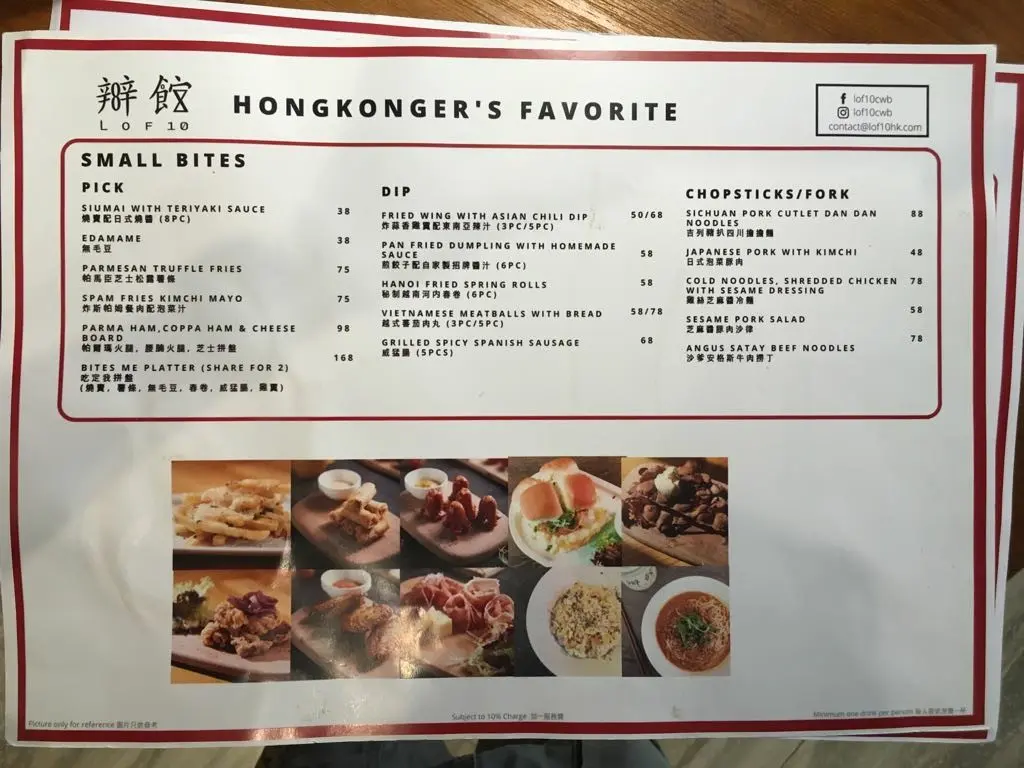 辦館
LOF10
HONGKONGER'S FAVORITE
lof10cwb
lof10cwb
contact@lof10hk.com
SMALL BITES
PICK
SIUMAI WITH TERIYAKI SAUCE 38
燒賣配日式燒醬 (8PC)
EDAMAME 38
無毛豆
PARMESAN TRUFFLE FRIES 75
帕馬臣芝士松露薯條
SPAM FRIES KIMCHI MAYO 75
炸斯帕姆餐肉配泡菜汁
PARMA HAM,COPPA HAM & CHEESE 98
BOARD
帕爾瑪火腿, 腰腩火腿, 芝士拼盤
BITES ME PLATTER (SHARE FOR 2) 168
吃定我拼盤
(燒賣, 薯條, 無毛豆, 春卷, 威猛腸, 雞翼)
DIP
FRIED WING WITH ASIAN CHILI DIP 50/68
炸蒜香雞翼配東南亞辣汁 (3PC/5PC)
PAN FRIED DUMPLING WITH HOMEMADE
SAUCE 58
煎餃子配自家製招牌醬汁 (6PC)
HANOI FRIED SPRING ROLLS 58
秘制越南河內春卷 (6PC)
VIETNAMESE MEATBALLS WITH BREAD 58/78
越式蕃茄肉丸 (3PC/5PC)
GRILLED SPICY SPANISH SAUSAGE 68
威猛腸 (5PCS)
CHOPSTICKS/FORK
SICHUAN PORK CUTLET DAN DAN 88
NOODLES
吉列豬扒四川擔擔麵
JAPANESE PORK WITH KIMCHI 48
日式泡菜豚肉
COLD NOODLES, SHREDDED CHICKEN 78
WITH SESAME DRESSING
雞絲芝麻醬冷麵
SESAME PORK SALAD 58
芝麻醬豚肉沙律
ANGUS SATAY BEEF NOODLES 78
沙爹安格斯牛肉撈丁
Picture only for reference 圖片只供參考
Subject to 10% Charge 加一服務費
Minimum one drink per person 每人需收消費一杯